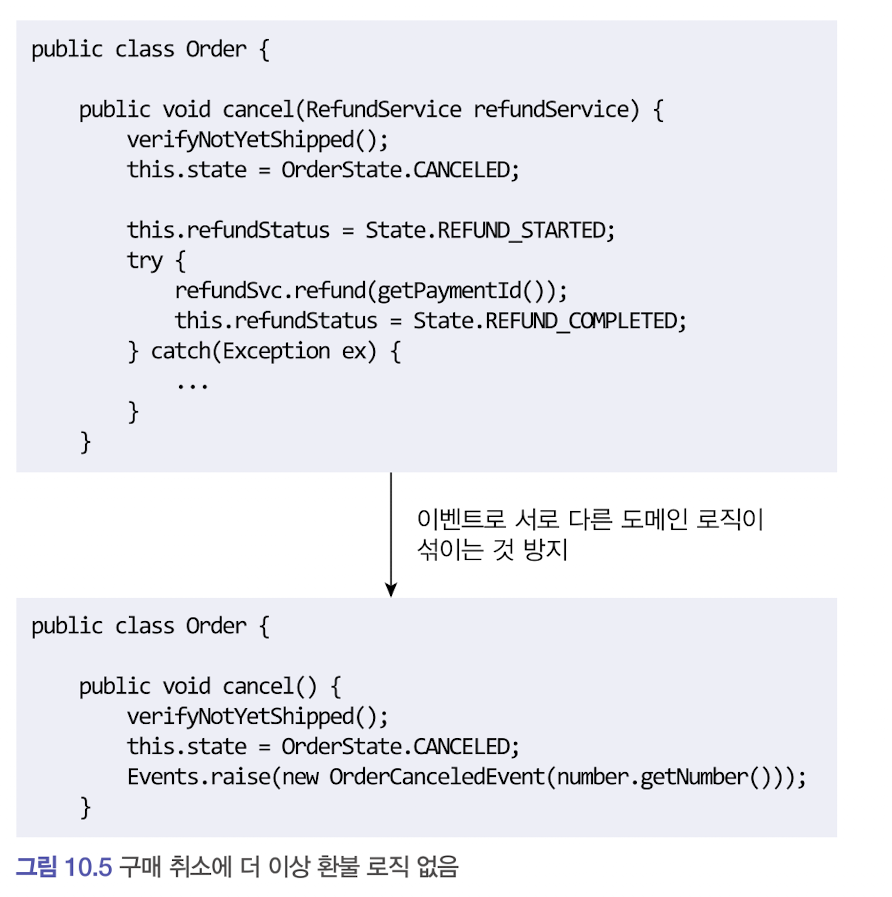 public class Order {
    public void cancel(RefundService refundService) {
        verifyNotYetShipped();
        this.state = OrderState.CANCELED;
        this.refundStatus = State.REFUND_STARTED;
        try {
            refundSvc.refund(getPaymentId());
            this.refundStatus = State.REFUND_COMPLETED;
        } catch(Exception ex) {
            ...
        }
    }
이벤트로 서로 다른 도메인 로직이
섞이는 것 방지
public class Order {
    public void cancel() {
        verifyNotYetShipped();
        this.state = OrderState.CANCELED;
        Events.raise(new OrderCanceledEvent(number.getNumber()));
    }
그림 10.5 구매 취소에 더 이상 환불 로직 없음